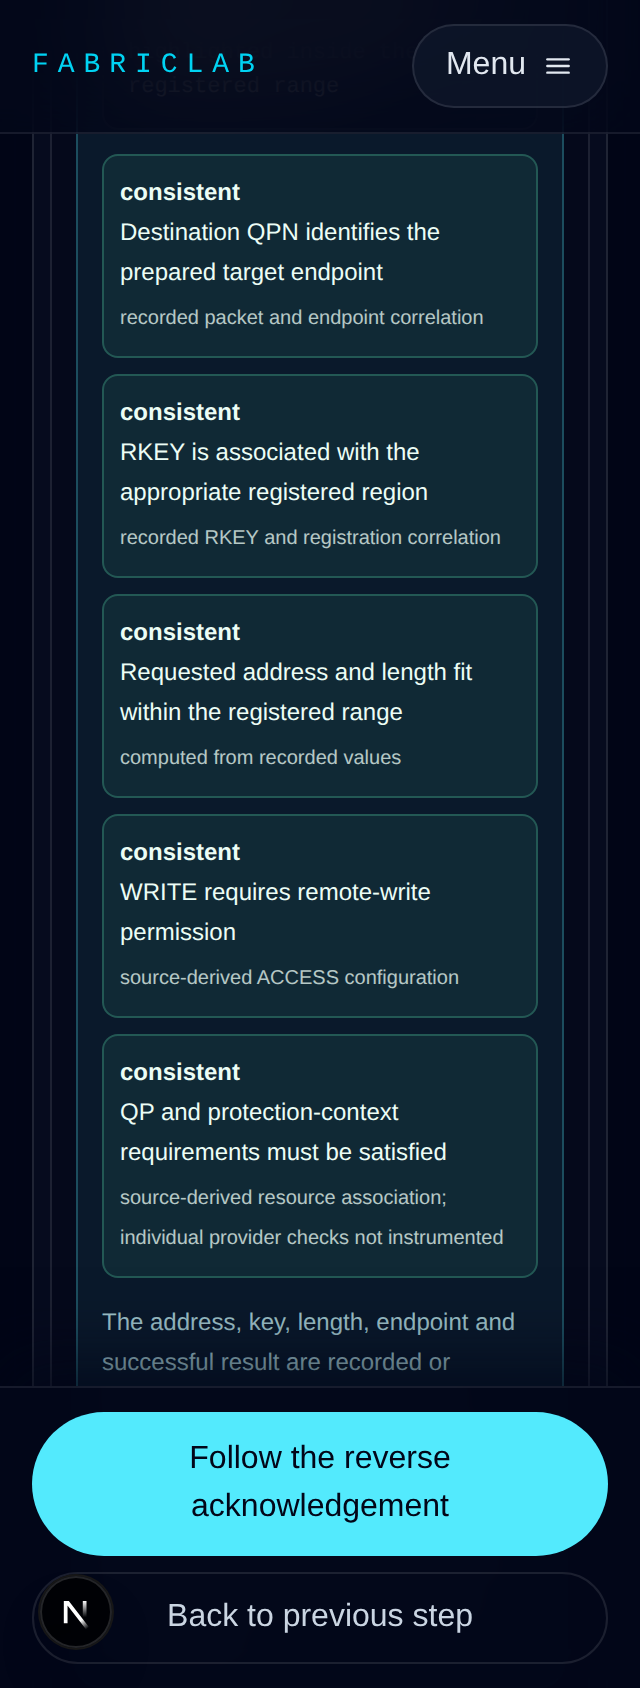 FABRICLAB
Menu
registered range
consistent
Destination QPN identifies the
prepared target endpoint
recorded packet and endpoint correlation
consistent
RKEY is associated with the
appropriate registered region
recorded RKEY and registration correlation
consistent
Requested address and length fit
within the registered range
computed from recorded values
consistent
WRITE requires remote-write
permission
source-derived ACCESS configuration
consistent
QP and protection-context
requirements must be satisfied
source-derived resource association;
individual provider checks not instrumented
The address, key, length, endpoint and
successful result are recorded or
Follow the reverse
acknowledgement
Back to previous step
N